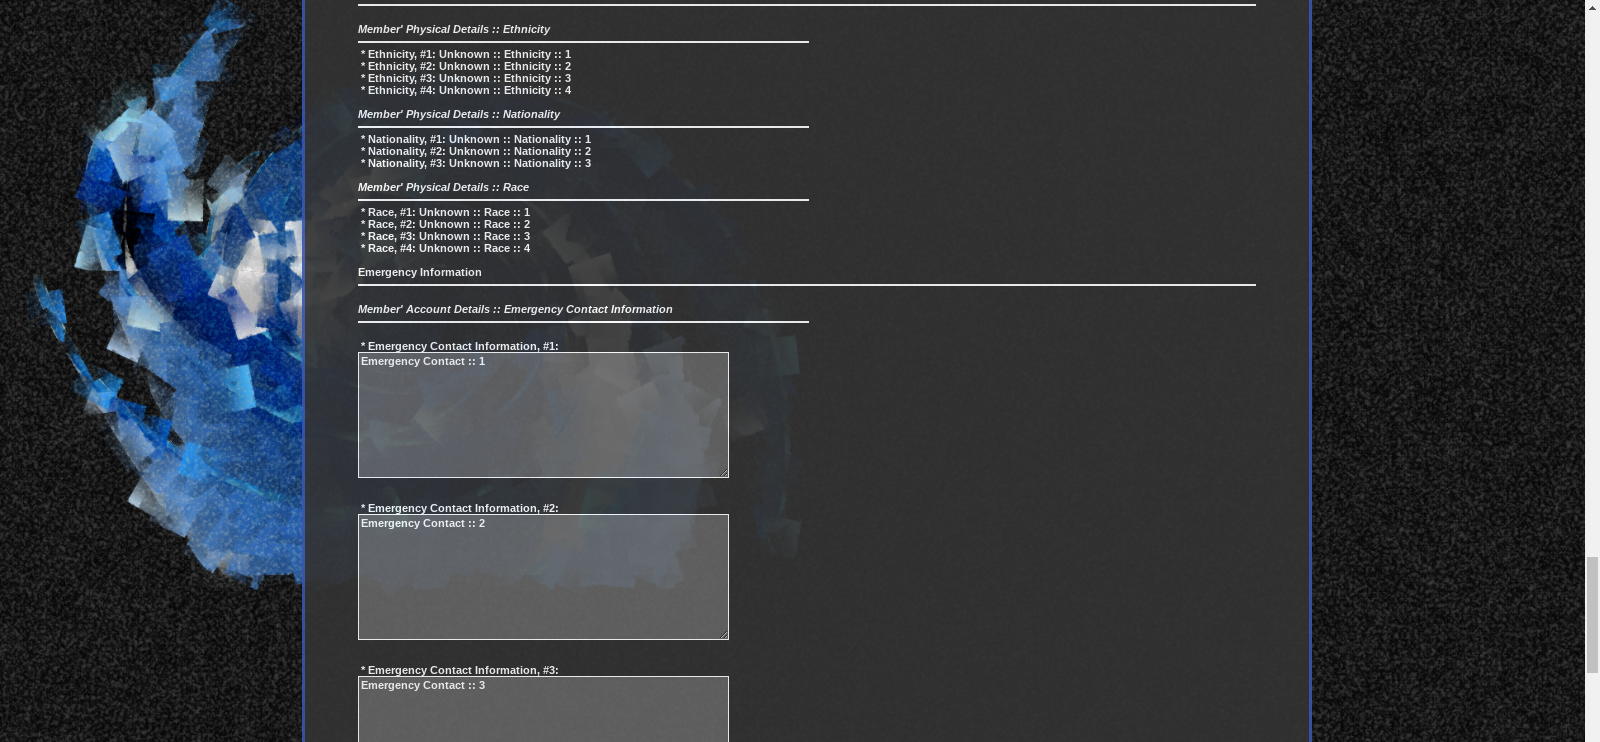 Member' Physical Details :: Ethnicity
* Ethnicity, #1: Unknown :: Ethnicity :: 1
* Ethnicity, #2: Unknown :: Ethnicity :: 2
* Ethnicity, #3: Unknown :: Ethnicity :: 3
* Ethnicity, #4: Unknown :: Ethnicity :: 4
Member' Physical Details :: Nationality
* Nationality, #1: Unknown :: Nationality :: 1
* Nationality, #2: Unknown :: Nationality :: 2
* Nationality, #3: Unknown :: Nationality :: 3
Member' Physical Details :: Race
* Race, #1: Unknown :: Race :: 1
* Race, #2: Unknown :: Race :: 2
* Race, #3: Unknown :: Race :: 3
* Race, #4: Unknown :: Race :: 4
Emergency Information
Member' Account Details :: Emergency Contact Information
* Emergency Contact Information, #1:
Emergency Contact :: 1
* Emergency Contact Information, #2:
Emergency Contact :: 2
* Emergency Contact Information, #3:
Emergency Contact :: 3